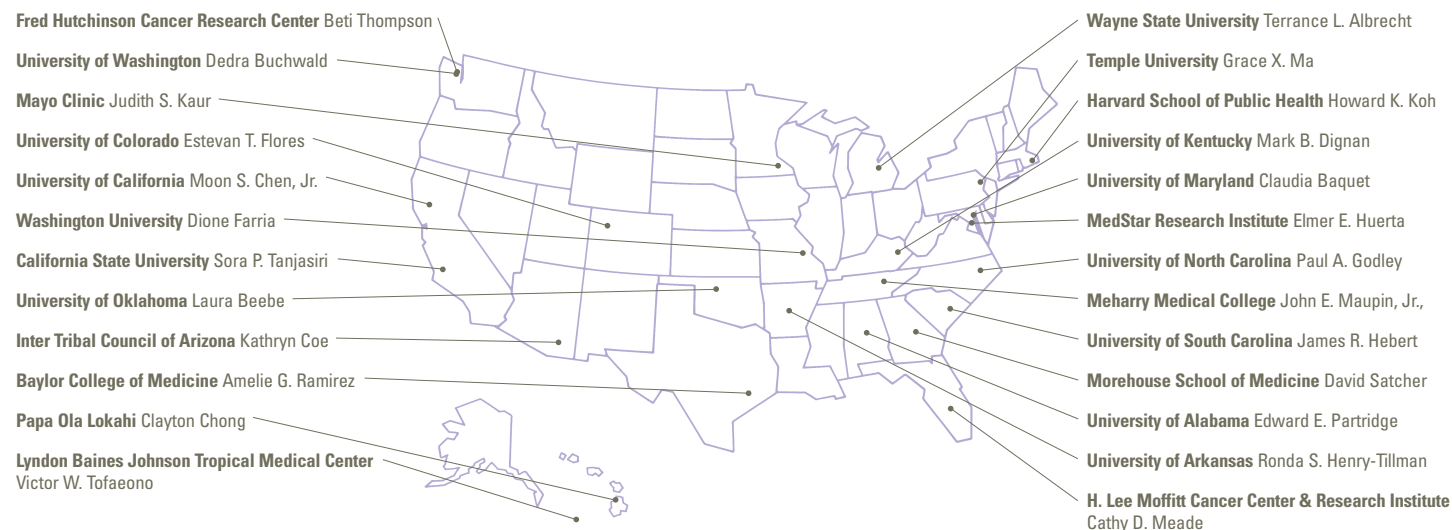 Fred Hutchinson Cancer Research Center Beti Thompson
University of Washington Dedra Buchwald
Mayo Clinic Judith S. Kaur
University of Colorado Estevan T. Flores
University of California Moon S. Chen, Jr.
Washington University Dione Farria
California State University Sora P. Tanjasiri
University of Oklahoma Laura Beebe
Inter Tribal Council of Arizona Kathryn Coe
Baylor College of Medicine Amelie G. Ramirez
Papa Ola Lokahi Clayton Chong
Lyndon Baines Johnson Tropical Medical Center
Victor W. Tofaeono
Wayne State University Terrance L. Albrecht
Temple University Grace X. Ma
Harvard School of Public Health Howard K. Koh
University of Kentucky Mark B. Dignan
University of Maryland Claudia Baquet
MedStar Research Institute Elmer E. Huerta
University of North Carolina Paul A. Godley
Meharry Medical College John E. Maupin, Jr.,
University of South Carolina James R. Hebert
Morehouse School of Medicine David Satcher
University of Alabama Edward E. Partridge
University of Arkansas Ronda S. Henry-Tillman
H. Lee Moffitt Cancer Center & Research Institute
Cathy D. Meade